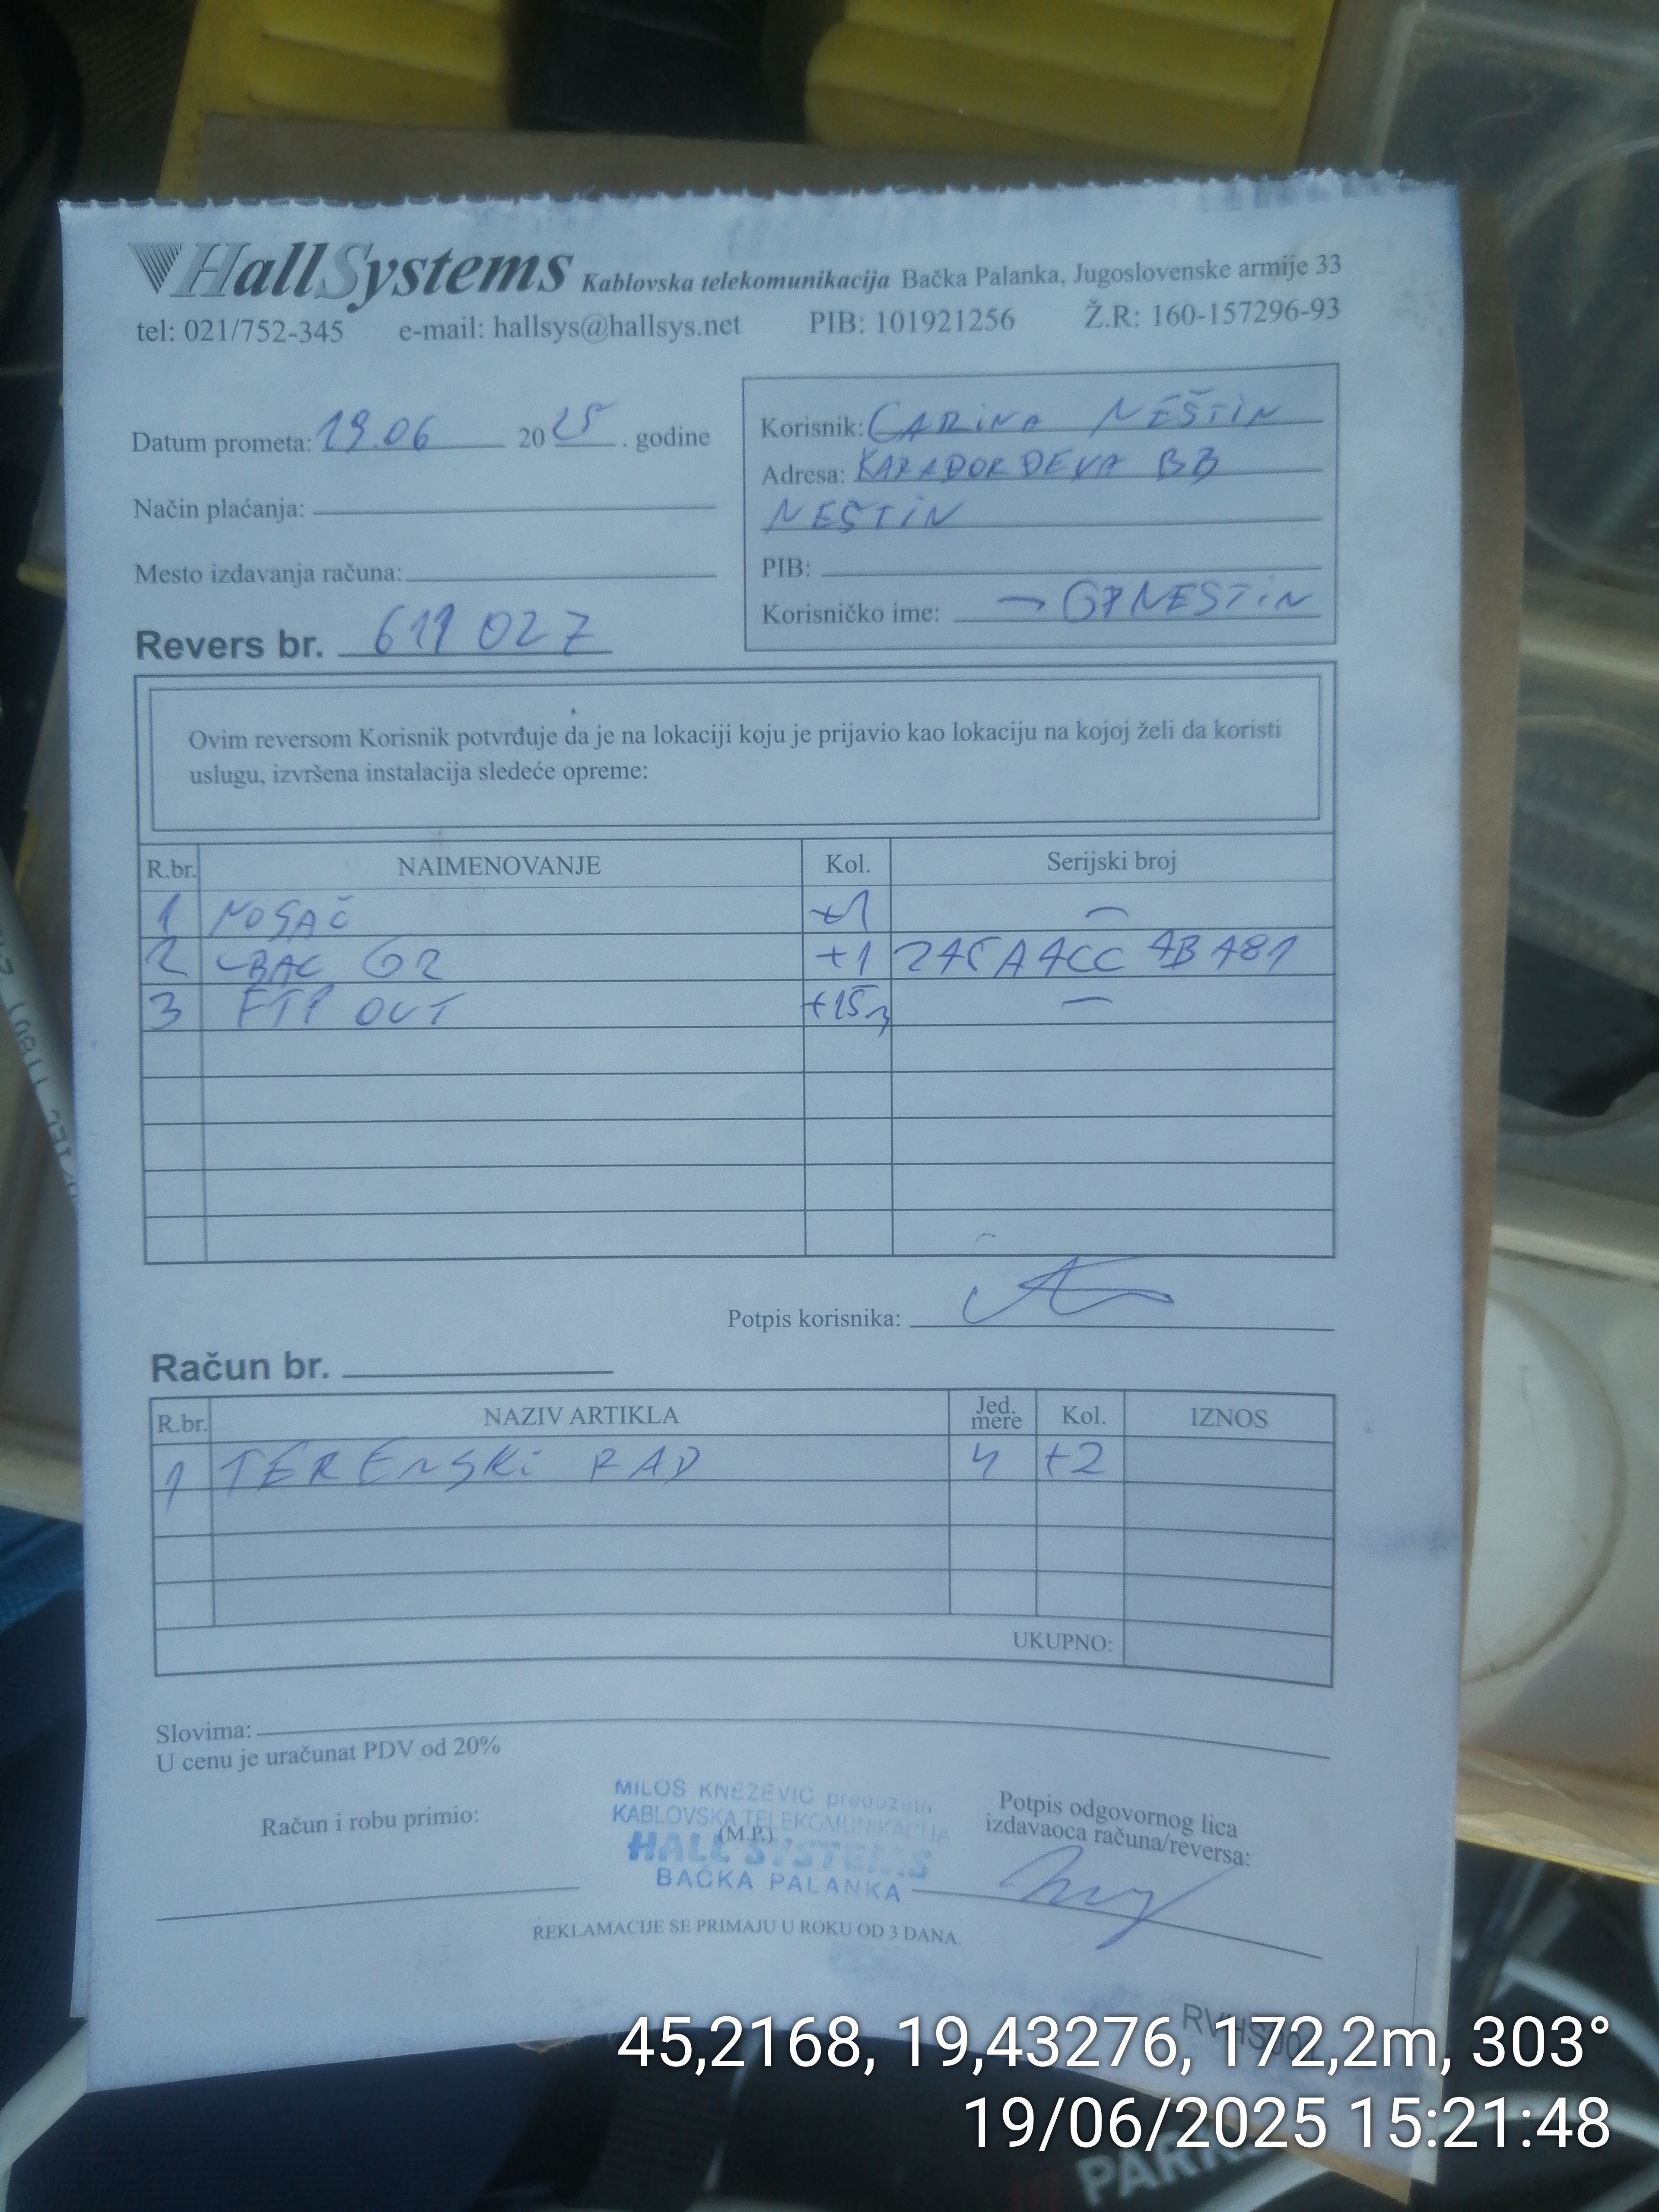 HallSystems Kablovska telekomunikacija Bačka Palanka, Jugoslovenske armije 33
tel: 021/752-345 e-mail: hallsys@hallsys.net PIB: 101921256 Ž.R: 160-157296-93
Datum prometa: 19.06 2025. godine
Način plaćanja:
Mesto izdavanja računa:
Revers br. 619027
Korisnik: CARINA NEŠTIN
Adresa: KARAĐORĐEVA BB
NEŠTIN
PIB:
Korisničko ime: GPNESTIN
Ovim reversom Korisnik potvrđuje da je na lokaciji koju je prijavio kao lokaciju na kojoj želi da koristi
uslugu, izvršena instalacija sledeće opreme:
R.br. NAIMENOVANJE Kol. Serijski broj
1 NOSAČ +1 —
2 LBAC G2 +1
3 FTP OUT +15m —
Potpis korisnika:
Račun br.
R.br. NAZIV ARTIKLA Jed. mere Kol. IZNOS
1 TERENSKI RAD +2
UKUPNO:
Slovima:
U cenu je uračunat PDV od 20%
Račun i robu primio:
MILOŠ KNEŽEVIĆ
KABLOVSKA TELEKOMUNIKACIJA
(M.P.)
HALL SYSTEMS
BAČKA PALANKA
Potpis odgovornog lica
izdavaoca računa/reversa:
REKLAMACIJE SE PRIMAJU U ROKU OD 3 DANA.
45,2168, 19,43276, 172,2m, 303°
19/06/2025 15:21:48